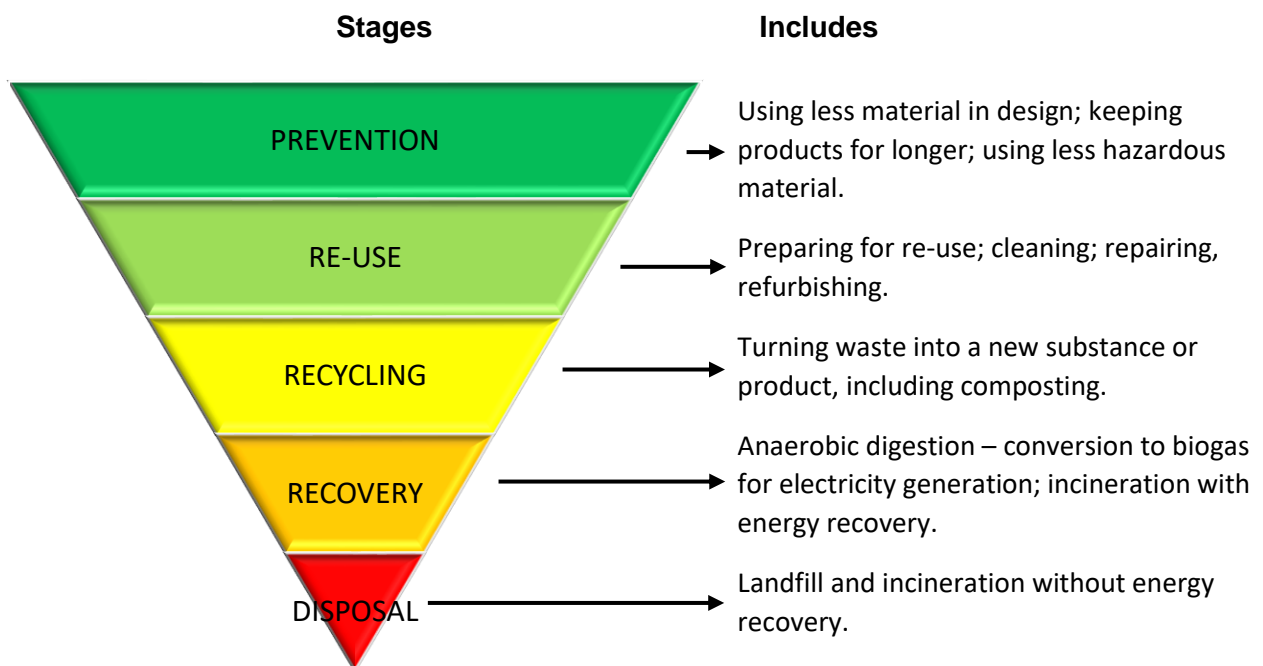 Stages
Includes
PREVENTION
Using less material in design; keeping
products for longer; using less hazardous
material.
RE-USE
Preparing for re-use; cleaning; repairing,
refurbishing.
RECYCLING
Turning waste into a new substance or
product, including composting.
RECOVERY
Anaerobic digestion – conversion to biogas
for electricity generation; incineration with
energy recovery.
DISPOSAL
Landfill and incineration without energy
recovery.